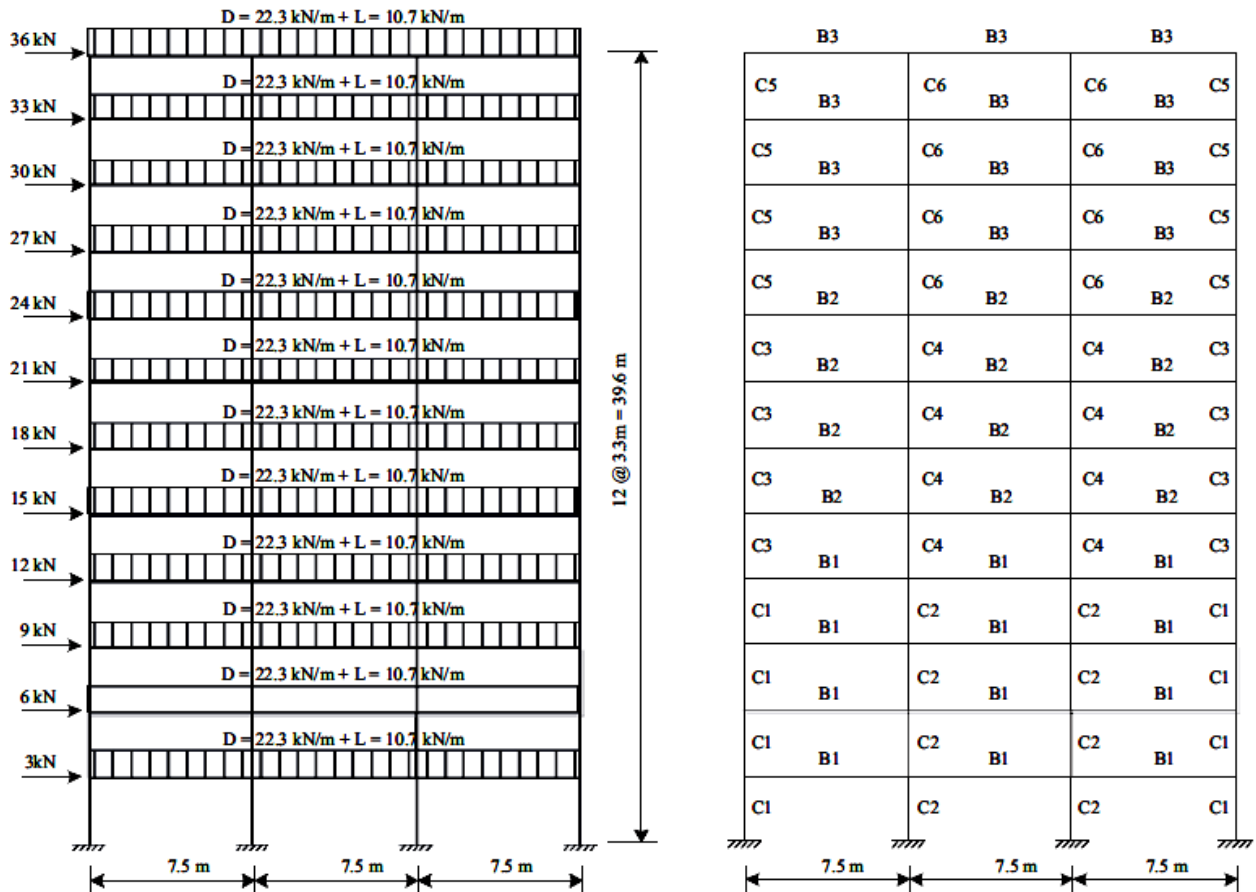 D = 22.3 kN/m + L = 10.7 kN/m
36 kN
D = 22.3 kN/m + L = 10.7 kN/m
33 kN
D = 22.3 kN/m + L = 10.7 kN/m
30 kN
D = 22.3 kN/m + L = 10.7 kN/m
27 kN
D = 22.3 kN/m + L = 10.7 kN/m
24 kN
D = 22.3 kN/m + L = 10.7 kN/m
21 kN
D = 22.3 kN/m + L = 10.7 kN/m
18 kN
D = 22.3 kN/m + L = 10.7 kN/m
15 kN
D = 22.3 kN/m + L = 10.7 kN/m
12 kN
D = 22.3 kN/m + L = 10.7 kN/m
9 kN
D = 22.3 kN/m + L = 10.7 kN/m
6 kN
D = 22.3 kN/m + L = 10.7 kN/m
3kN
12 @ 3.3m = 39.6 m
7.5 m 7.5 m 7.5 m
B3 B3 B3
C5 C6 C6 C5
B3 B3 B3
C5 C6 C6 C5
B3 B3 B3
C5 C6 C6 C5
B3 B3 B3
C5 C6 C6 C5
B2 B2 B2
C3 C4 C4 C3
B2 B2 B2
C3 C4 C4 C3
B2 B2 B2
C3 C4 C4 C3
B2 B2 B2
C3 C4 C4 C3
B1 B1 B1
C1 C2 C2 C1
B1 B1 B1
C1 C2 C2 C1
B1 B1 B1
C1 C2 C2 C1
B1 B1 B1
C1 C2 C2 C1
7.5 m 7.5 m 7.5 m